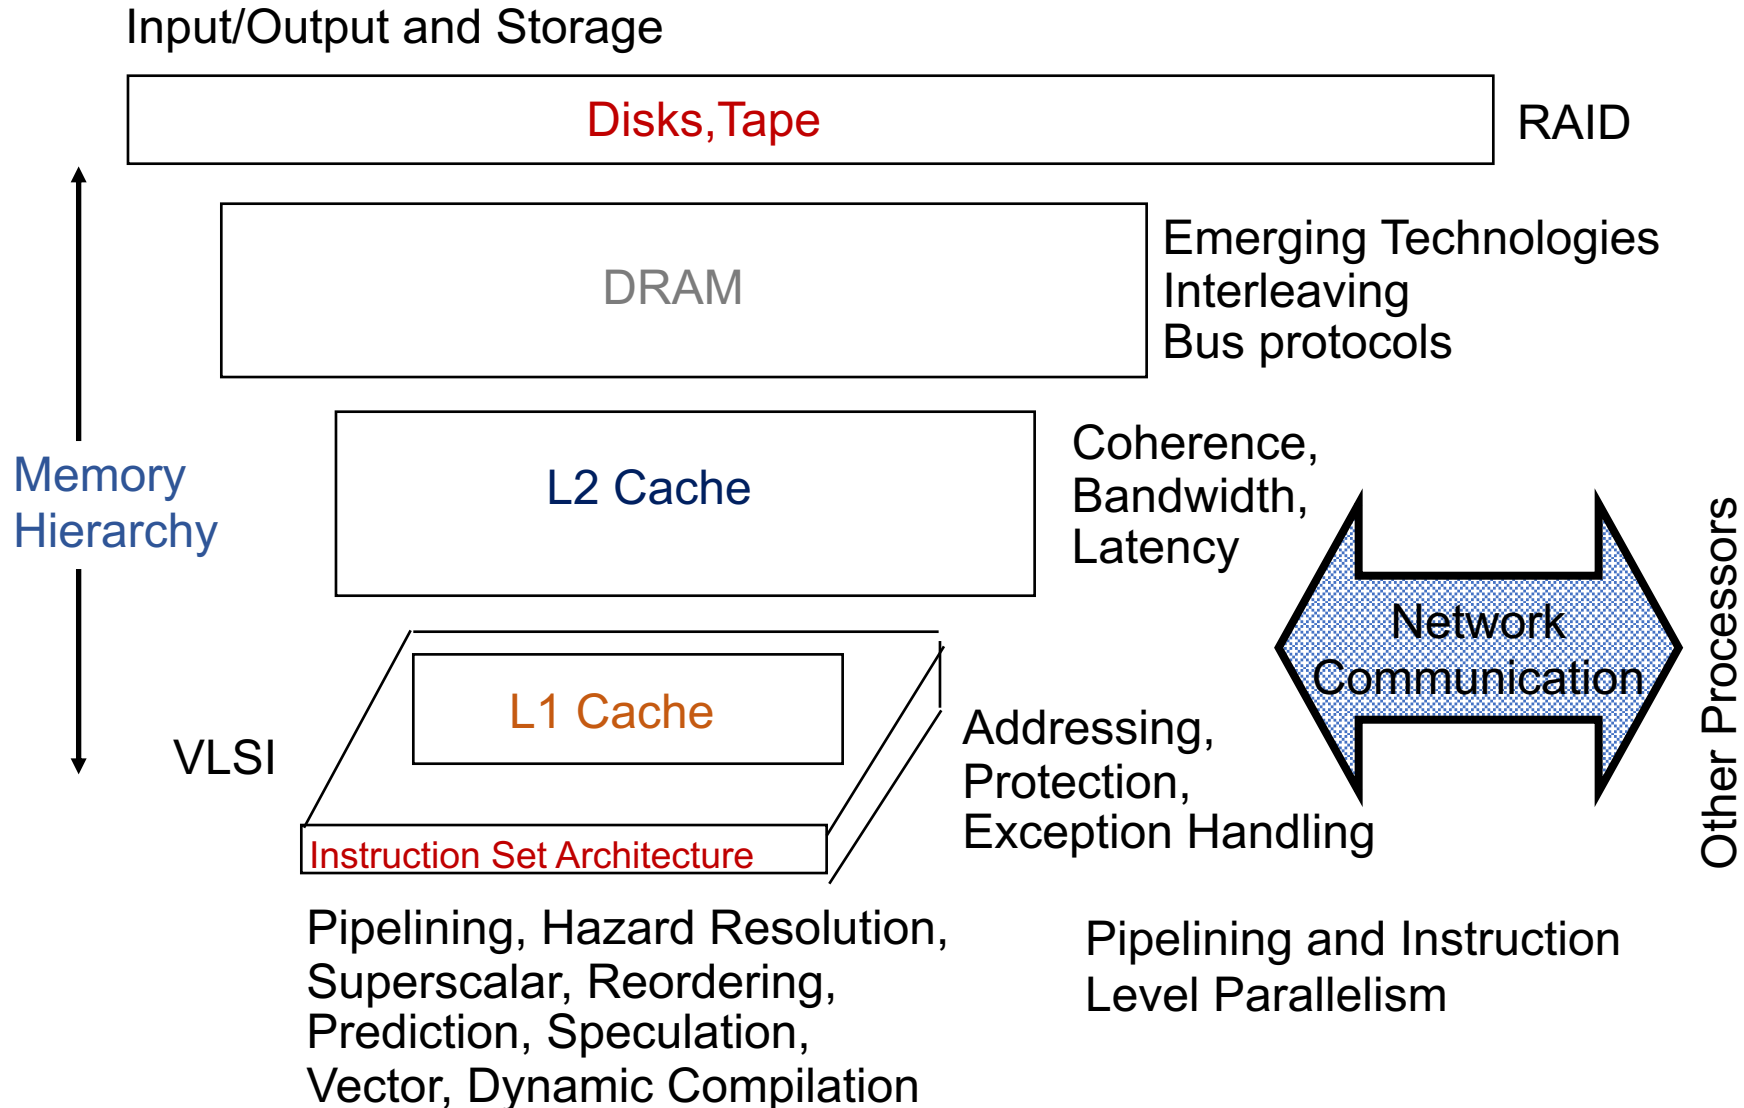 Input/Output and Storage
Disks,Tape
RAID
DRAM
Emerging Technologies
Interleaving
Bus protocols
Memory
Hierarchy
L2 Cache
Coherence,
Bandwidth,
Latency
Network
Communication
Other Processors
L1 Cache
VLSI
Addressing,
Protection,
Exception Handling
Instruction Set Architecture
Pipelining, Hazard Resolution,
Superscalar, Reordering,
Prediction, Speculation,
Vector, Dynamic Compilation
Pipelining and Instruction
Level Parallelism